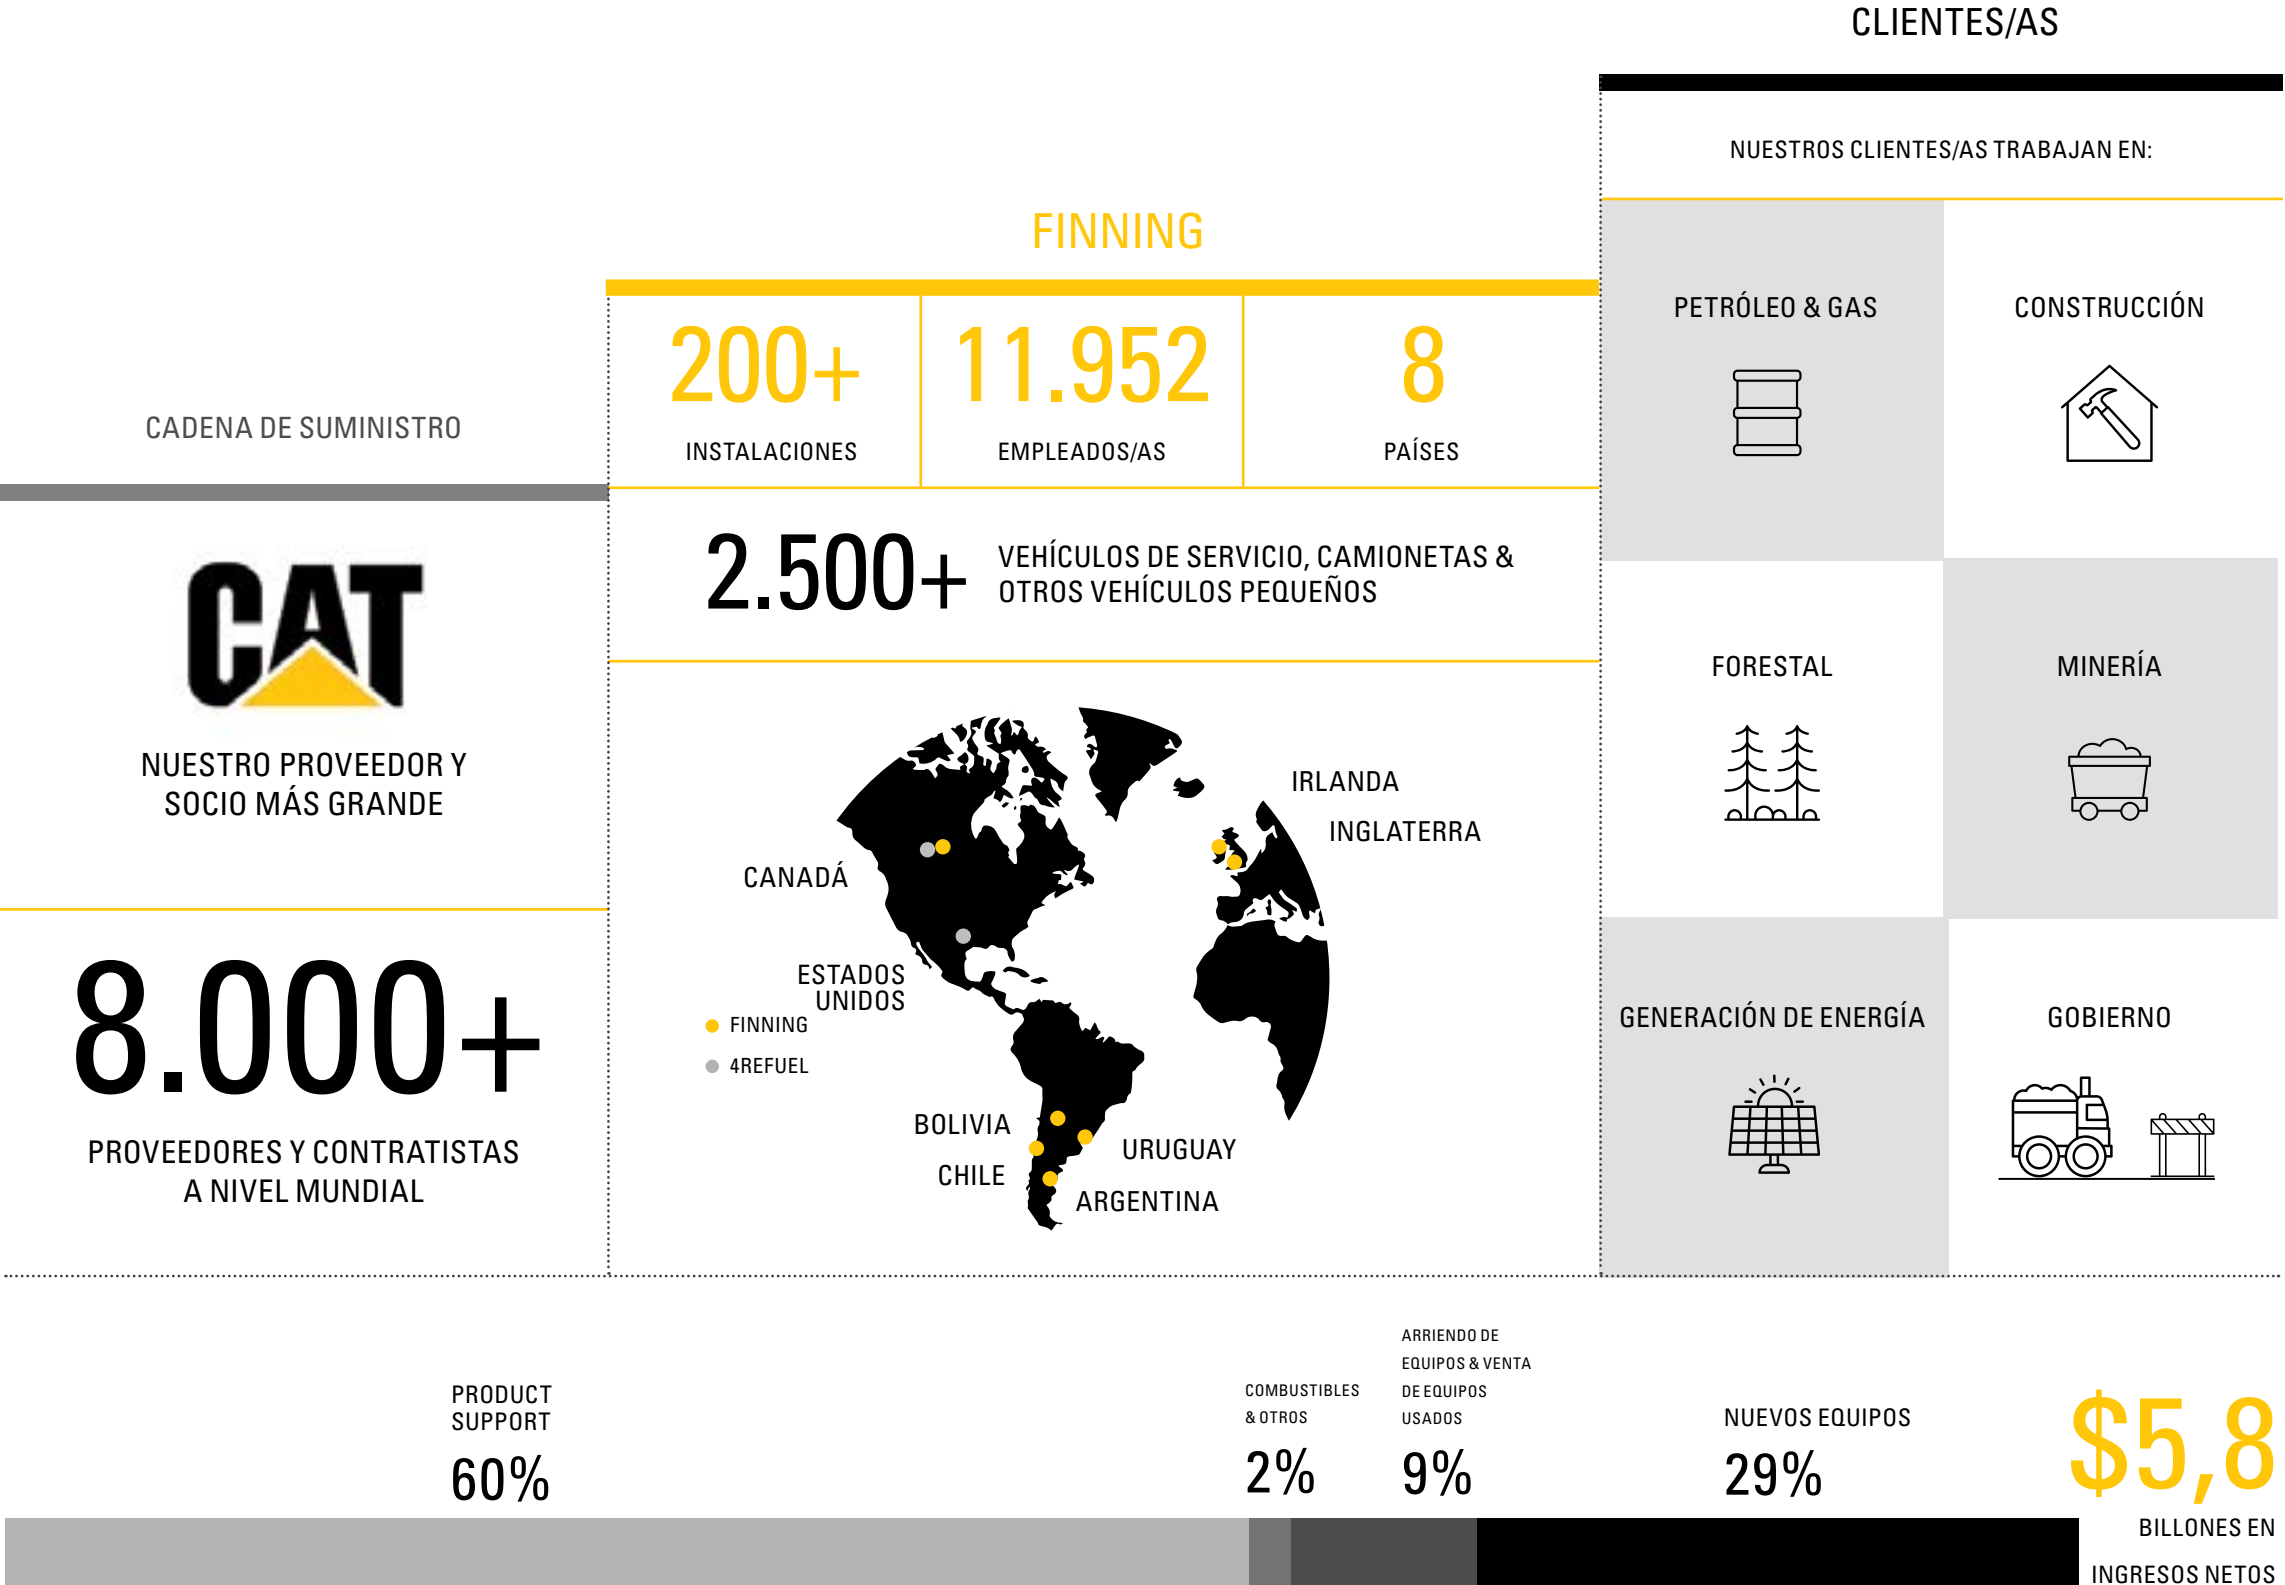 CLIENTES/AS
NUESTROS CLIENTES/AS TRABAJAN EN:
PETRÓLEO & GAS
CONSTRUCCIÓN
FORESTAL
MINERÍA
GENERACIÓN DE ENERGÍA
GOBIERNO
FINNING
200+
INSTALACIONES
11.952
EMPLEADOS/AS
8
PAÍSES
2.500+
VEHÍCULOS DE SERVICIO, CAMIONETAS &
OTROS VEHÍCULOS PEQUEÑOS
CADENA DE SUMINISTRO
CAT
NUESTRO PROVEEDOR Y
SOCIO MÁS GRANDE
8.000+
PROVEEDORES Y CONTRATISTAS
A NIVEL MUNDIAL
IRLANDA
INGLATERRA
CANADÁ
ESTADOS
UNIDOS
FINNING
4REFUEL
BOLIVIA
URUGUAY
CHILE
ARGENTINA
PRODUCT
SUPPORT
60%
COMBUSTIBLES
& OTROS
2%
ARRIENDO DE
EQUIPOS & VENTA
DE EQUIPOS
USADOS
9%
NUEVOS EQUIPOS
29%
$5,8
BILLONES EN
INGRESOS NETOS